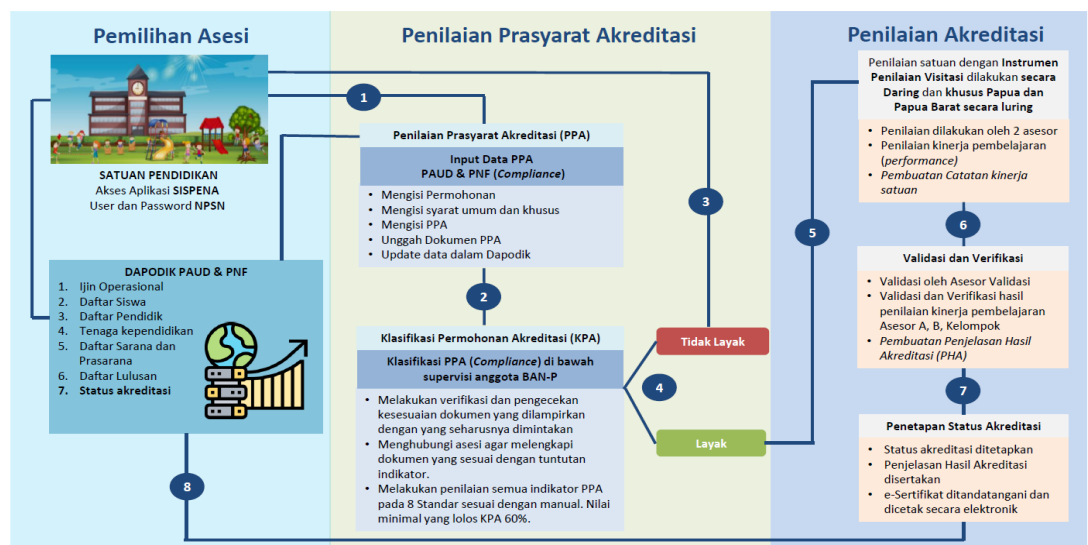 Pemilihan Asesi
SATUAN PENDIDIKAN
Akses Aplikasi SISPENA
User dan Password NPSN
DAPODIK PAUD & PNF
1. Ijin Operasional
2. Daftar Siswa
3. Daftar Pendidik
4. Tenaga kependidikan
5. Daftar Sarana dan
Prasarana
6. Daftar Lulusan
7. Status akreditasi
8
Penilaian Prasyarat Akreditasi
1
Penilaian Prasyarat Akreditasi (PPA)
Input Data PPA
PAUD & PNF (Compliance)
• Mengisi Permohonan
• Mengisi syarat umum dan khusus
• Mengisi PPA
• Unggah Dokumen PPA
• Update data dalam Dapodik
2
Klasifikasi Permohonan Akreditasi (KPA)
Klasifikasi PPA (Compliance) di bawah
supervisi anggota BAN-P
• Melakukan verifikasi dan pengecekan
kesesuaian dokumen yang dilampirkan
dengan yang seharusnya dimintakan
• Menghubungi asesi agar melengkapi
dokumen yang sesuai dengan tuntutan
indikator.
• Melakukan penilaian semua indikator PPA
pada 8 Standar sesuai dengan manual. Nilai
minimal yang lolos KPA 60%.
3
Tidak Layak
4
Layak
Penilaian Akreditasi
5
Penilaian satuan dengan Instrumen
Penilaian Visitasi dilakukan secara
Daring dan khusus Papua dan
Papua Barat secara luring
• Penilaian dilakukan oleh 2 asesor
• Penilaian kinerja pembelajaran
(performance)
• Pembuatan Catatan kinerja
satuan
6
Validasi dan Verifikasi
• Validasi oleh Asesor Validasi
• Validasi dan Verifikasi hasil
penilaian kinerja pembelajaran
Asesor A, B, Kelompok
• Pembuatan Penjelasan Hasil
Akreditasi (PHA)
7
Penetapan Status Akreditasi
• Status akreditasi ditetapkan
• Penjelasan Hasil Akreditasi
disertakan
• e-Sertifikat ditandatangani dan
dicetak secara elektronik